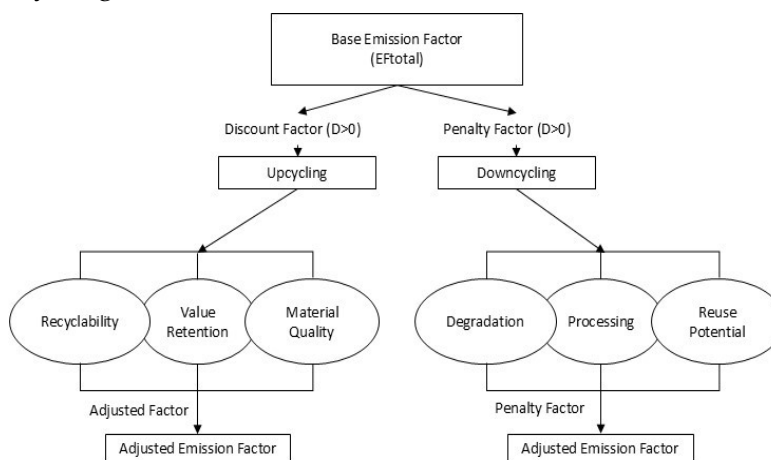 Base Emission Factor
(EFtotal)
Discount Factor (D>0)
Penalty Factor (D>0)
Upcycling
Downcycling
Recyclability
Value
Retention
Material
Quality
Degradation
Processing
Reuse
Potential
Adjusted Factor
Penalty Factor
Adjusted Emission Factor
Adjusted Emission Factor